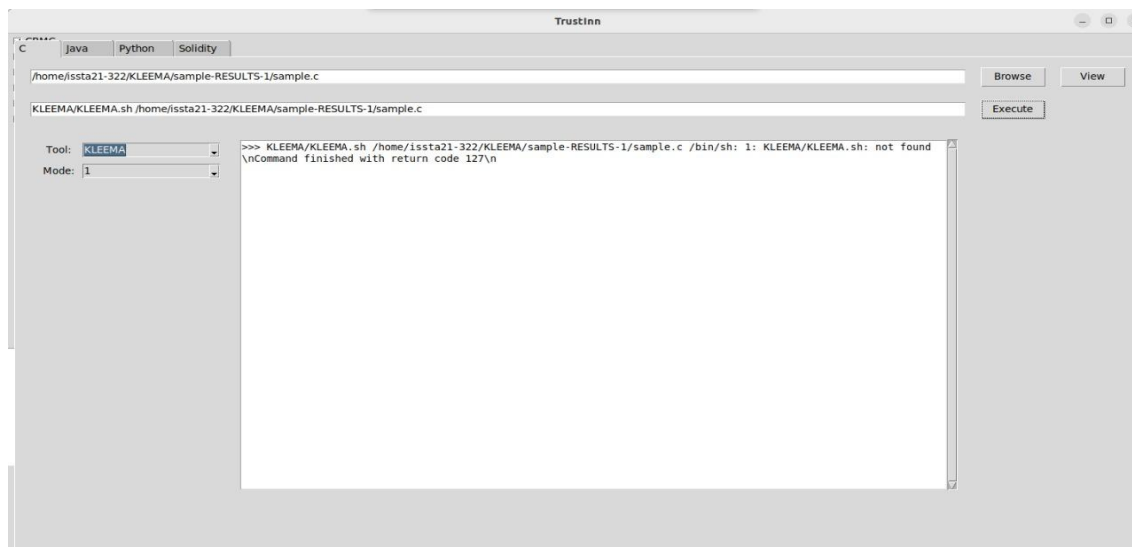 TrustInn
C Java Python Solidity
/home/issta21-322/KLEEMA/sample-RESULTS-1/sample.c
Browse
View
KLEEMA/KLEEMA.sh /home/issta21-322/KLEEMA/sample-RESULTS-1/sample.c
Execute
Tool: KLEEMA
Mode: 1
>>> KLEEMA/KLEEMA.sh /home/issta21-322/KLEEMA/sample-RESULTS-1/sample.c /bin/sh: 1: KLEEMA/KLEEMA.sh: not found
\nCommand finished with return code 127\n